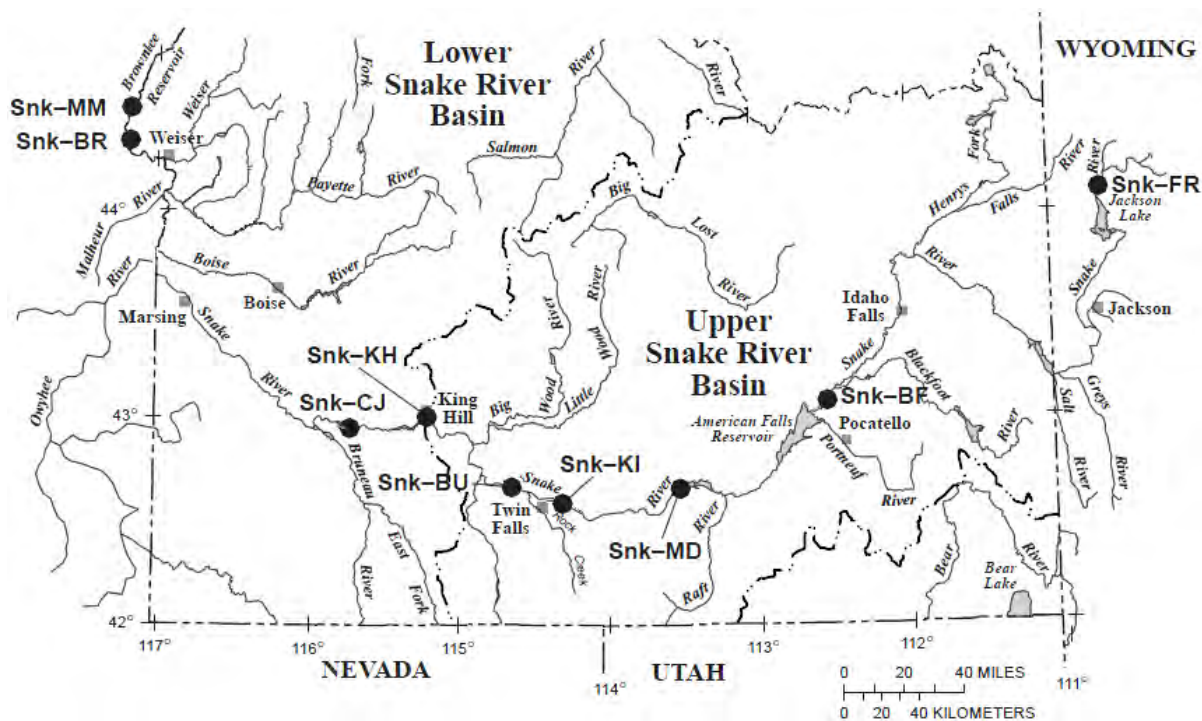 Lower
Snake River
Basin
WYOMING
Brownlee
Reservoir
Weiser
Fork
River
River
Snk–MM
Snk–BR
Weiser
Salmon
Fork
River
River
Snk–FR
Jackson
Lake
Payette
River
Big
Lost
River
Henrys
Falls
44°
Malheur
River
River
Boise
River
Boise
Marsing
Snake
River
River
Wood
River
Wood
Little
Big
Upper
Snake River
Basin
Idaho
Falls
River
Snake
Jackson
Snake
Blackfoot
River
Snk–KH
King
Hill
Snk–CJ
43°
Owyhee
River
American Falls
Reservoir
Snk–BF
Pocatello
Portneuf
River
Salt
River
Greys
River
Bruneau
River
East
Fork
Snk–BU
Snake
Snk–KI
River
River
Twin
Falls
Rock
Creek
Snk–MD
Raft
Bear
River
Bear
Lake
42°
117°
116°
115°
114°
113°
112°
111°
NEVADA
UTAH
0 20 40 MILES
0 20 40 KILOMETERS